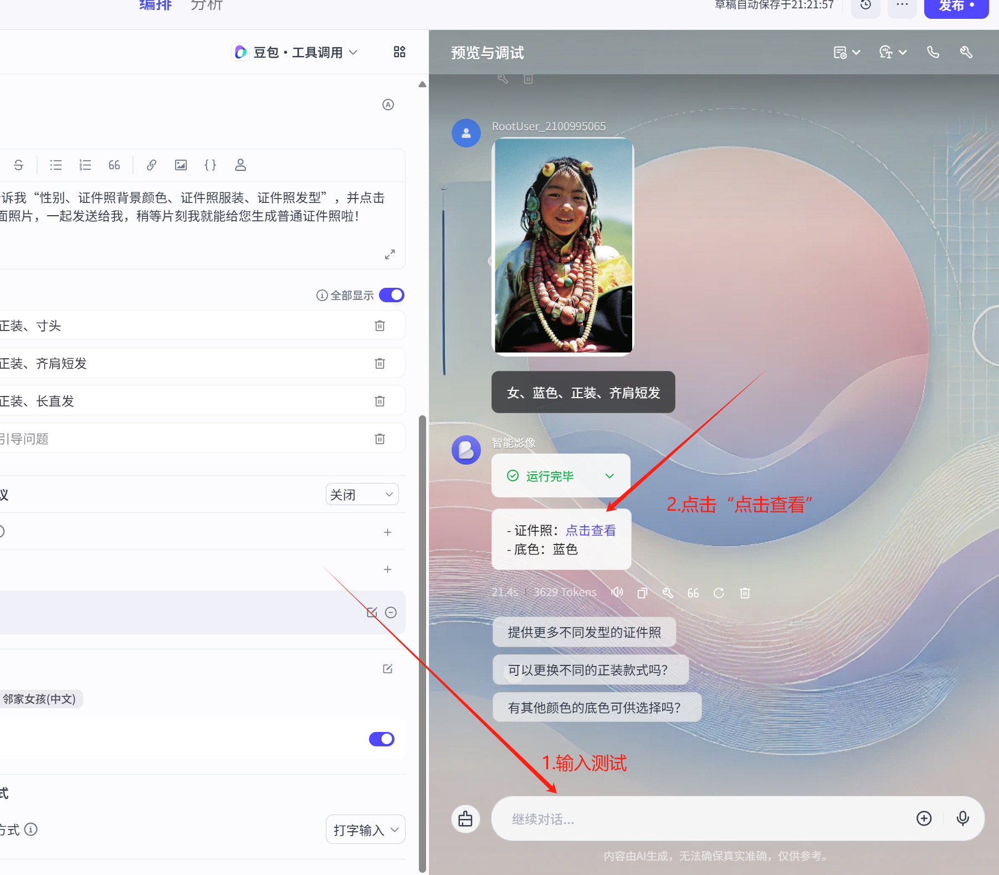 编排 分析
草稿自动保存于21:21:57
发布
豆包·工具调用
预览与调试
RootUser_2100995065
诉我“性别、证件照背景颜色、证件照服装、证件照发型”，并点击
面照片，一起发送给我，稍等片刻我就能给您生成普通证件照啦！
全部显示
正装、寸头
正装、齐肩短发
正装、长直发
引导问题
议
关闭
邻家女孩(中文)
式
方式
打字输入
女、蓝色、正装、齐肩短发
智能影像
运行完毕
2.点击“点击查看”
- 证件照：点击查看
- 底色：蓝色
21.4s | 3629 Tokens
提供更多不同发型的证件照
可以更换不同的正装款式吗？
有其他颜色的底色可供选择吗？
1.输入测试
继续对话...
内容由AI生成，无法确保真实准确，仅供参考。